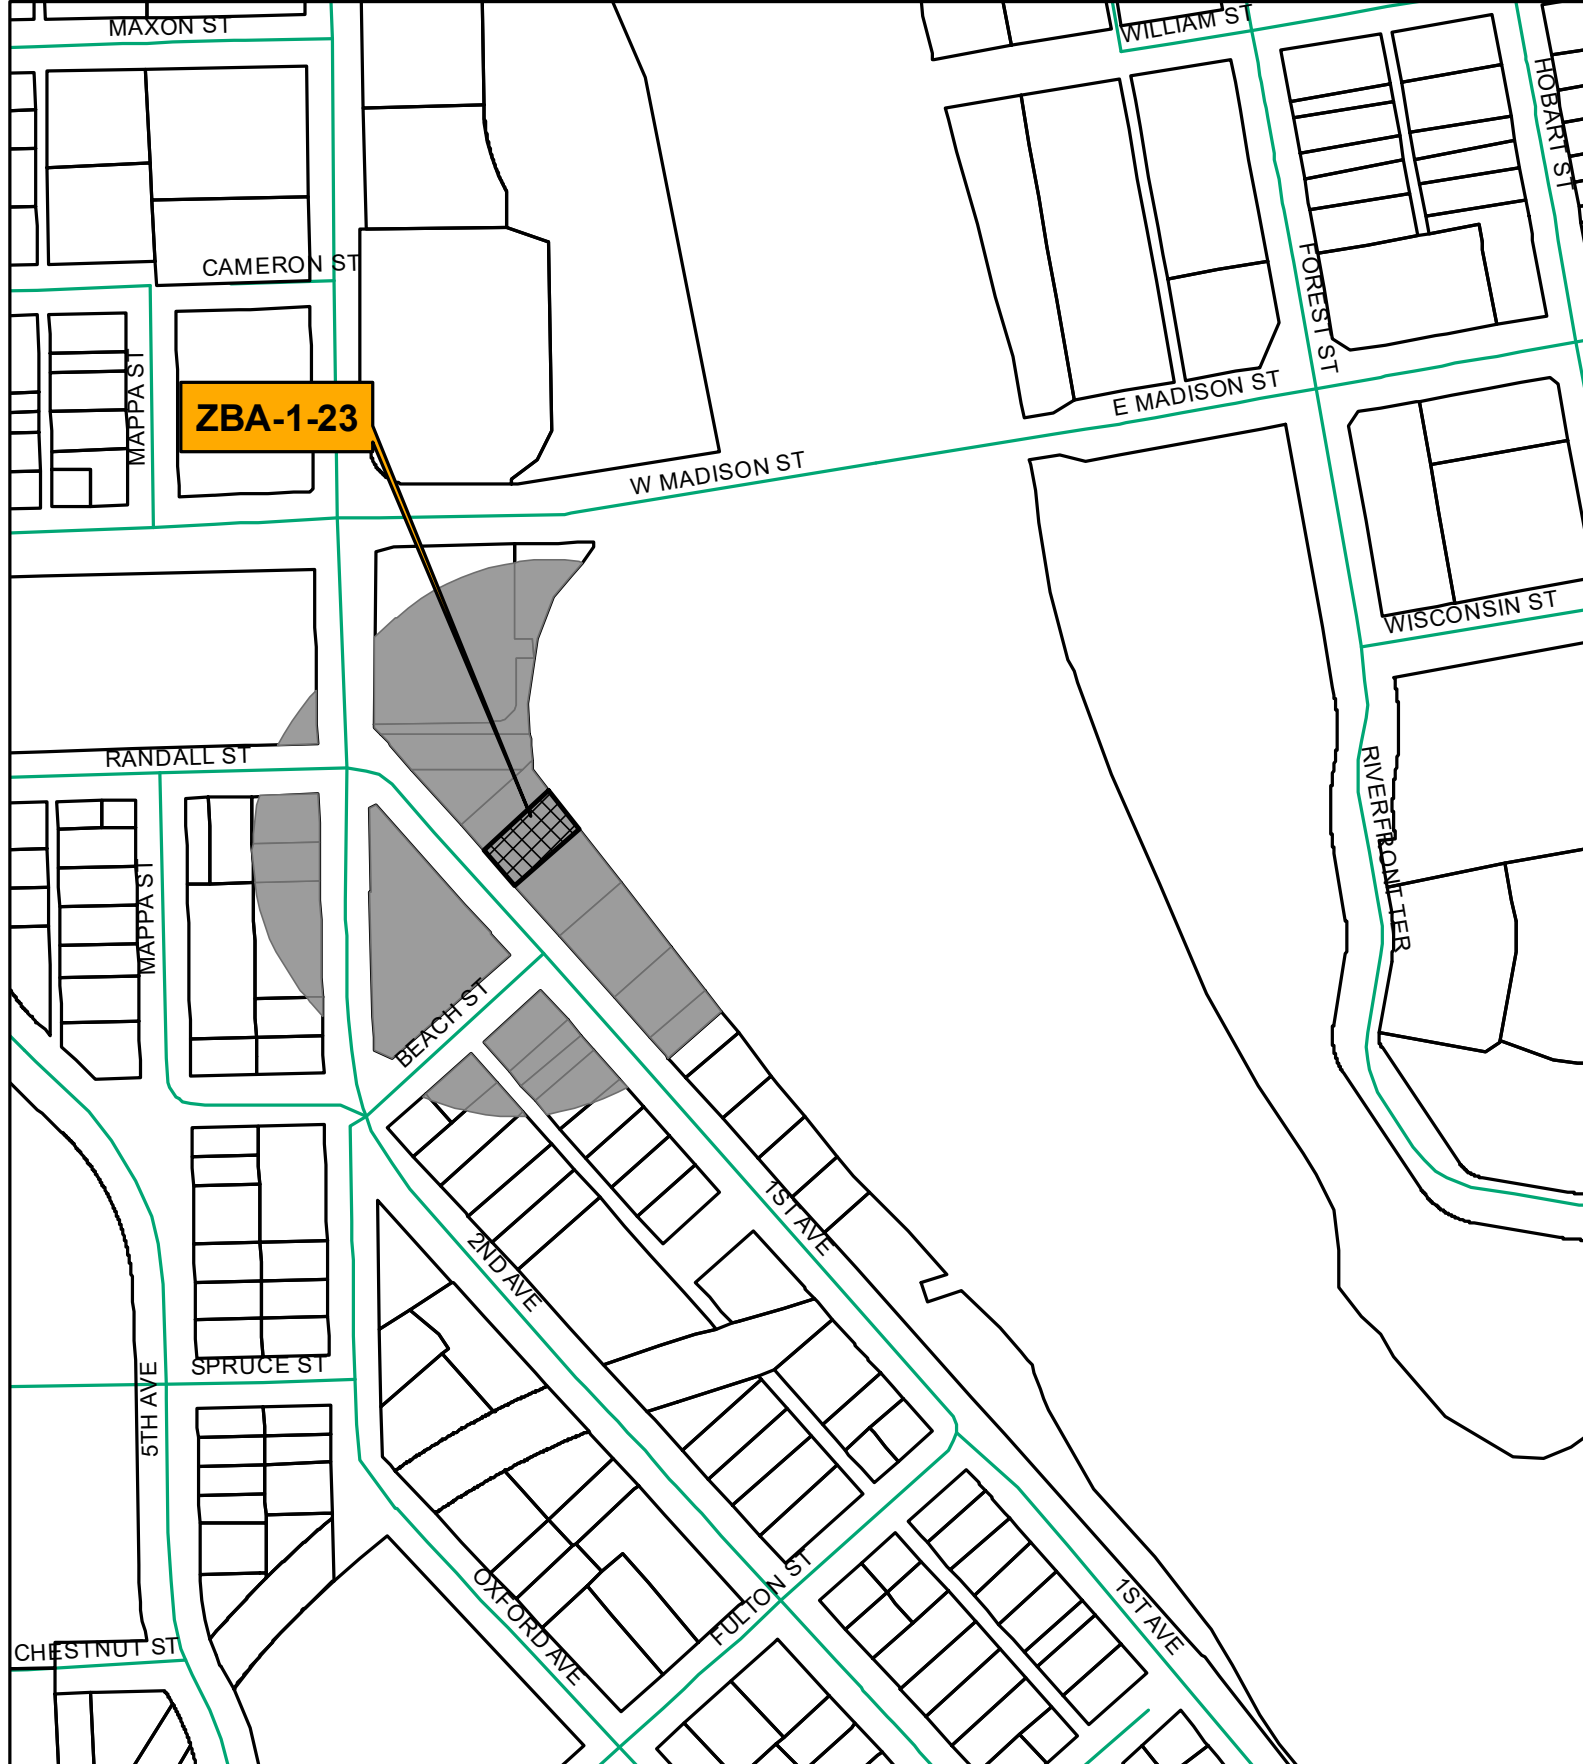 MAXON ST
WILLIAM ST
HOBART ST
CAMERON ST
FOREST ST
MAPPA ST
E MADISON ST
ZBA-1-23
W MADISON ST
WISCONSIN ST
RANDALL ST
RIVERFRONT TER
MAPPA ST
BEACH ST
1ST AVE
2ND AVE
SPRUCE ST
5TH AVE
OXFORD AVE
FULTON ST
1ST AVE
CHESTNUT ST